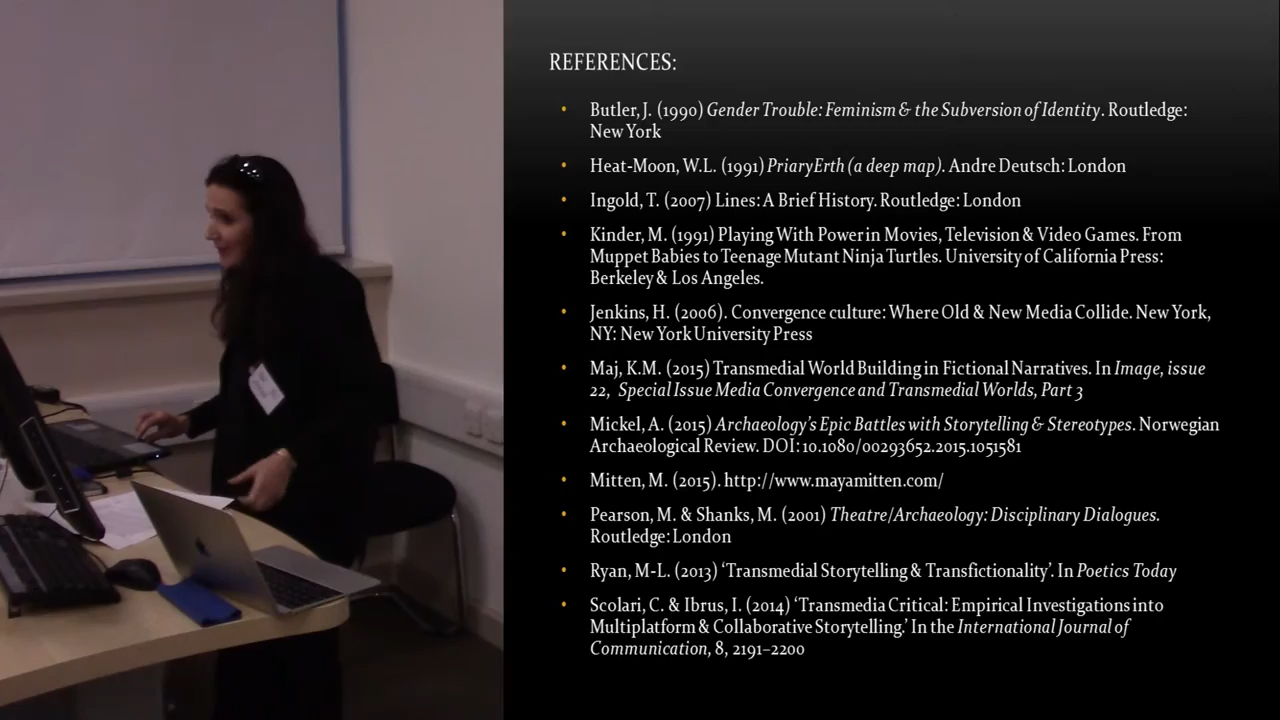 REFERENCES:
• Butler, J. (1990) Gender Trouble: Feminism & the Subversion of Identity. Routledge:
New York
• Heat-Moon, W.L. (1991) PriaryErth (a deep map). Andre Deutsch: London
• Ingold, T. (2007) Lines: A Brief History. Routledge: London
• Kinder, M. (1991) Playing With Power in Movies, Television & Video Games. From
Muppet Babies to Teenage Mutant Ninja Turtles. University of California Press:
Berkeley & Los Angeles.
• Jenkins, H. (2006). Convergence culture: Where Old & New Media Collide. New York,
NY: New York University Press
• Maj, K.M. (2015) Transmedial World Building in Fictional Narratives. In Image, issue
22, Special Issue Media Convergence and Transmedial Worlds, Part 3
• Mickel, A. (2015) Archaeology's Epic Battles with Storytelling & Stereotypes. Norwegian
Archaeological Review. DOI: 10.1080/00293652.2015.1051581
• Mitten, M. (2015). http://www.mayamitten.com/
• Pearson, M. & Shanks, M. (2001) Theatre/Archaeology: Disciplinary Dialogues.
Routledge: London
• Ryan, M-L. (2013) ‘Transmedial Storytelling & Transfictionality’. In Poetics Today
• Scolari, C. & Ibrus, I. (2014) ‘Transmedia Critical: Empirical Investigations into
Multiplatform & Collaborative Storytelling.’ In the International Journal of
Communication, 8, 2191–2200